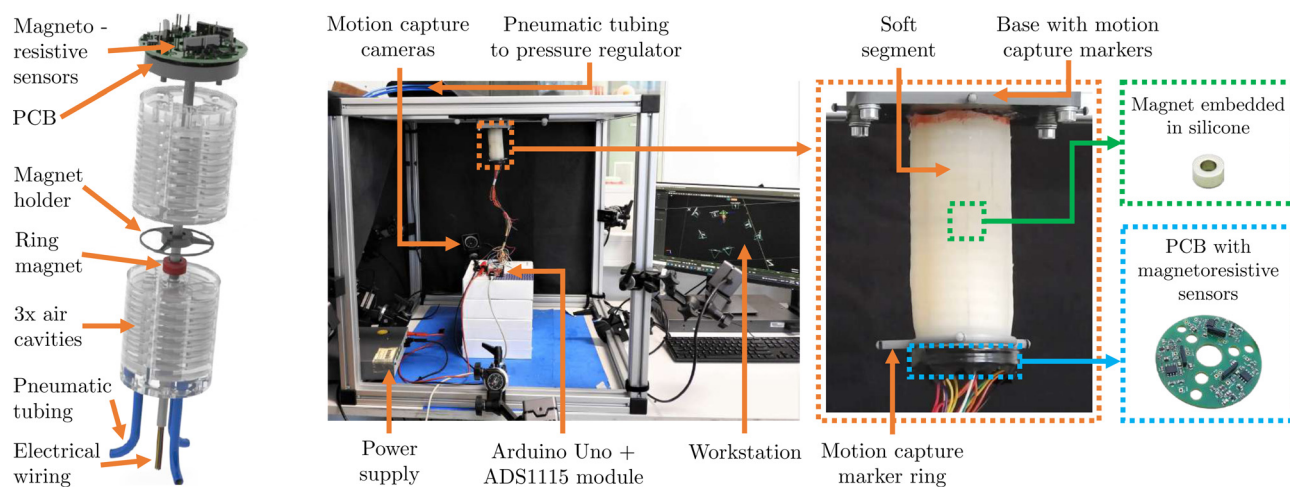 Magneto -
resistive
sensors
PCB
Magnet
holder
Ring
magnet
3x air
cavities
Pneumatic
tubing
Electrical
wiring
Motion capture
cameras
Pneumatic tubing
to pressure regulator
Power
supply
Arduino Uno +
ADS1115 module
Workstation
Soft
segment
Base with motion
capture markers
Motion capture
marker ring
Magnet embedded
in silicone
PCB with
magnetoresistive
sensors